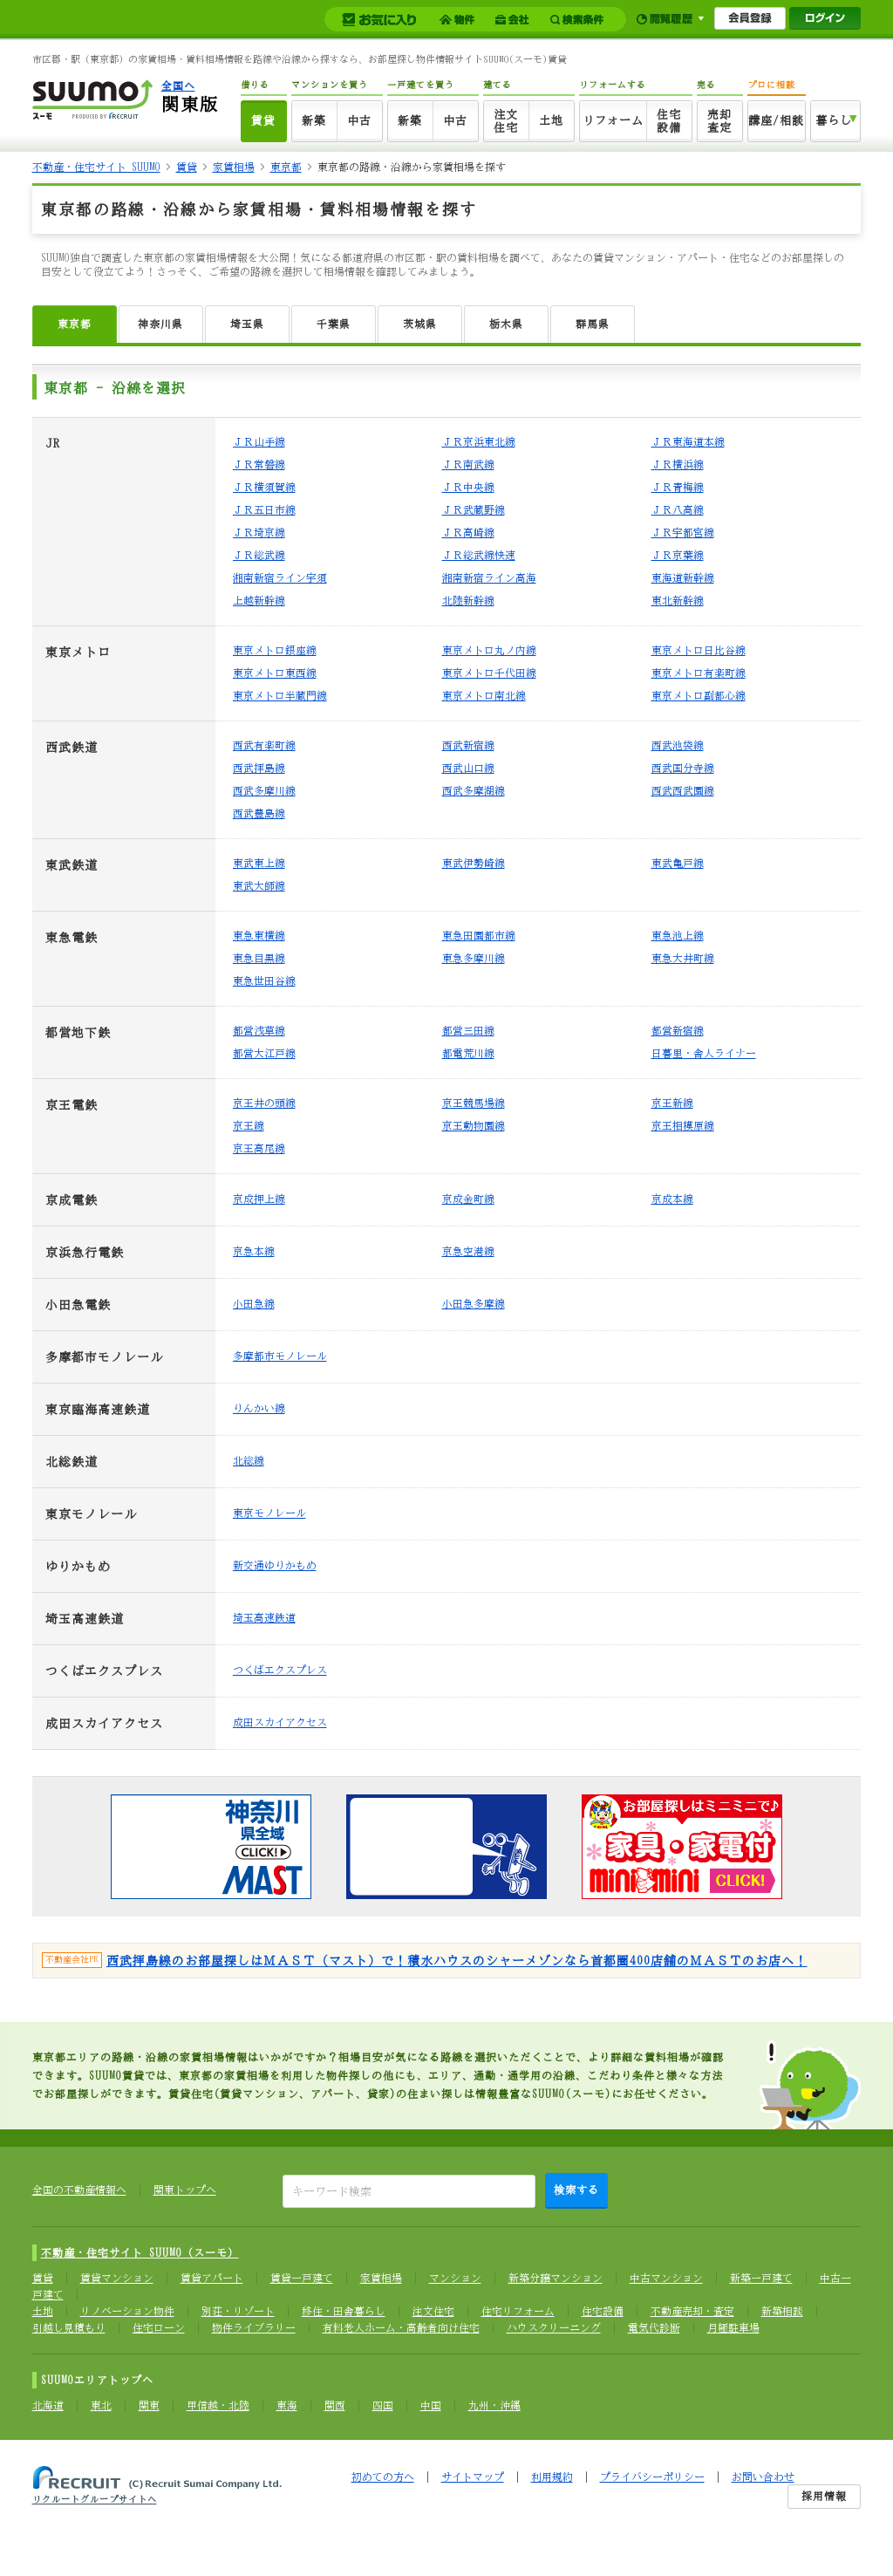 お気に入り 物件 会社 検索条件 閲覧履歴 会員登録 ログイン
市区郡・駅（東京都）の家賃相場・賃料相場情報を路線や沿線から探すなら、お部屋探し物件情報サイトSUUMO(スーモ)賃貸
SUUMO
スーモ PRODUCED BY RECRUIT
全国へ
関東版
借りる マンションを買う 一戸建てを買う 建てる リフォームする 売る プロに相談
賃貸 新築 中古 新築 中古 注文住宅 土地 リフォーム 住宅設備 売却査定 講座/相談 暮らし
不動産・住宅サイト SUUMO > 賃貸 > 家賃相場 > 東京都 > 東京都の路線・沿線から家賃相場を探す
東京都の路線・沿線から家賃相場・賃料相場情報を探す
SUUMO独自で調査した東京都の家賃相場情報を大公開！気になる都道府県の市区郡・駅の賃料相場を調べて、あなたの賃貸マンション・アパート・住宅などのお部屋探しの
目安として役立てよう！さっそく、ご希望の路線を選択して相場情報を確認してみましょう。
東京都 神奈川県 埼玉県 千葉県 茨城県 栃木県 群馬県
東京都 － 沿線を選択
JR
ＪＲ山手線 ＪＲ京浜東北線 ＪＲ東海道本線
ＪＲ常磐線 ＪＲ南武線 ＪＲ横浜線
ＪＲ横須賀線 ＪＲ中央線 ＪＲ青梅線
ＪＲ五日市線 ＪＲ武蔵野線 ＪＲ八高線
ＪＲ埼京線 ＪＲ高崎線 ＪＲ宇都宮線
ＪＲ総武線 ＪＲ総武線快速 ＪＲ京葉線
湘南新宿ライン宇須 湘南新宿ライン高海 東海道新幹線
上越新幹線 北陸新幹線 東北新幹線
東京メトロ
東京メトロ銀座線 東京メトロ丸ノ内線 東京メトロ日比谷線
東京メトロ東西線 東京メトロ千代田線 東京メトロ有楽町線
東京メトロ半蔵門線 東京メトロ南北線 東京メトロ副都心線
西武鉄道
西武有楽町線 西武新宿線 西武池袋線
西武拝島線 西武山口線 西武国分寺線
西武多摩川線 西武多摩湖線 西武西武園線
西武豊島線
東武鉄道
東武東上線 東武伊勢崎線 東武亀戸線
東武大師線
東急電鉄
東急東横線 東急田園都市線 東急池上線
東急目黒線 東急多摩川線 東急大井町線
東急世田谷線
都営地下鉄
都営浅草線 都営三田線 都営新宿線
都営大江戸線 都電荒川線 日暮里・舎人ライナー
京王電鉄
京王井の頭線 京王競馬場線 京王新線
京王線 京王動物園線 京王相模原線
京王高尾線
京成電鉄
京成押上線 京成金町線 京成本線
京浜急行電鉄
京急本線 京急空港線
小田急電鉄
小田急線 小田急多摩線
多摩都市モノレール
多摩都市モノレール
東京臨海高速鉄道
りんかい線
北総鉄道
北総線
東京モノレール
東京モノレール
ゆりかもめ
新交通ゆりかもめ
埼玉高速鉄道
埼玉高速鉄道
つくばエクスプレス
つくばエクスプレス
成田スカイアクセス
成田スカイアクセス
神奈川
県全域
CLICK!
MAST
お部屋探しはミニミニで♪
家具・家電付
minimini CLICK!
不動産会社PR 西武拝島線のお部屋探しはＭＡＳＴ（マスト）で！積水ハウスのシャーメゾンなら首都圏400店舗のＭＡＳＴのお店へ！
東京都エリアの路線・沿線の家賃相場情報はいかがですか？相場目安が気になる路線を選択いただくことで、より詳細な賃料相場が確認
できます。SUUMO賃貸では、東京都の家賃相場を利用した物件探しの他にも、エリア、通勤・通学用の沿線、こだわり条件と様々な方法
でお部屋探しができます。賃貸住宅(賃貸マンション、アパート、貸家)の住まい探しは情報豊富なSUUMO(スーモ)にお任せください。
全国の不動産情報へ 関東トップへ キーワード検索 検索する
不動産・住宅サイト SUUMO（スーモ）
賃貸 賃貸マンション 賃貸アパート 賃貸一戸建て 家賃相場 マンション 新築分譲マンション 中古マンション 新築一戸建て 中古一
戸建て
土地 リノベーション物件 別荘・リゾート 移住・田舎暮らし 注文住宅 住宅リフォーム 住宅設備 不動産売却・査定 新築相談
引越し見積もり 住宅ローン 物件ライブラリー 有料老人ホーム・高齢者向け住宅 ハウスクリーニング 電気代診断 月極駐車場
SUUMOエリアトップへ
北海道 東北 関東 甲信越・北陸 東海 関西 四国 中国 九州・沖縄
RECRUIT (C) Recruit Sumai Company Ltd.
リクルートグループサイトへ
初めての方へ | サイトマップ | 利用規約 | プライバシーポリシー | お問い合わせ
採用情報